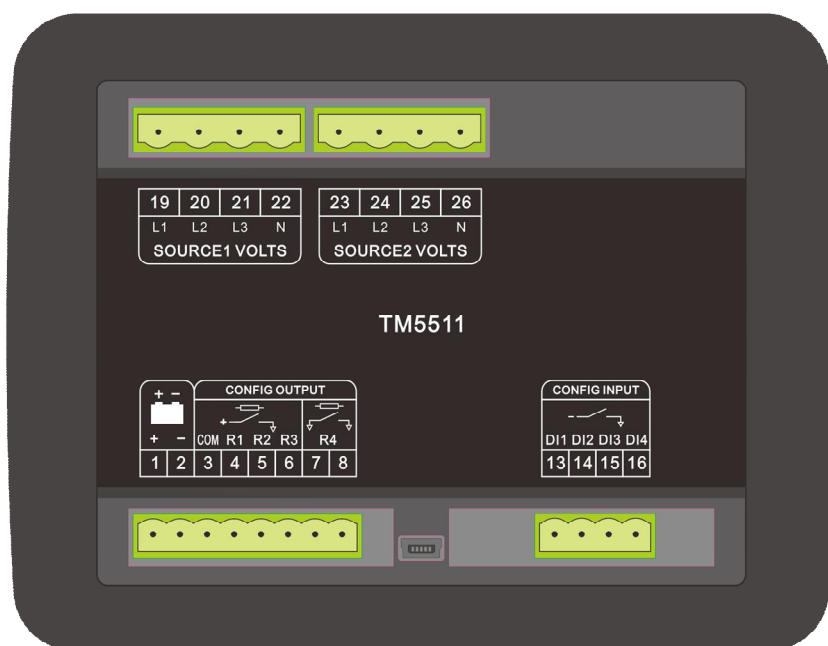 19 20 21 22 23 24 25 26
L1 L2 L3 N L1 L2 L3 N
SOURCE1 VOLTS SOURCE2 VOLTS
TM5511
+ − CONFIG OUTPUT CONFIG INPUT
+
+ − COM R1 R2 R3 R4 DI1 DI2 DI3 DI4
1 2 3 4 5 6 7 8 13 14 15 16